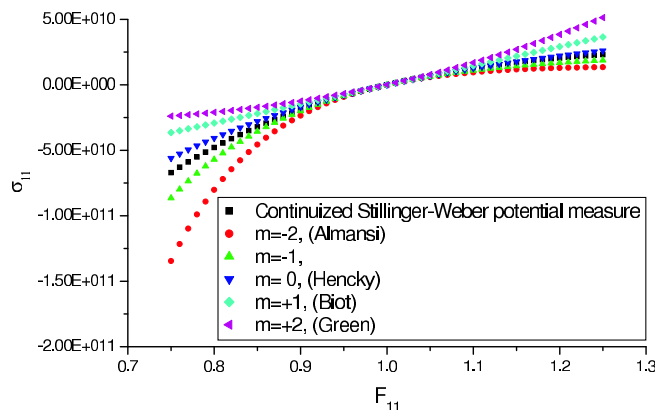 5.00E+010
0.00E+000
-5.00E+010
-1.00E+011
-1.50E+011
-2.00E+011
σ11
Continuized Stillinger-Weber potential measure
m=-2, (Almansi)
m=-1,
m= 0, (Hencky)
m=+1, (Biot)
m=+2, (Green)
0.7 0.8 0.9 1.0 1.1 1.2 1.3
F11